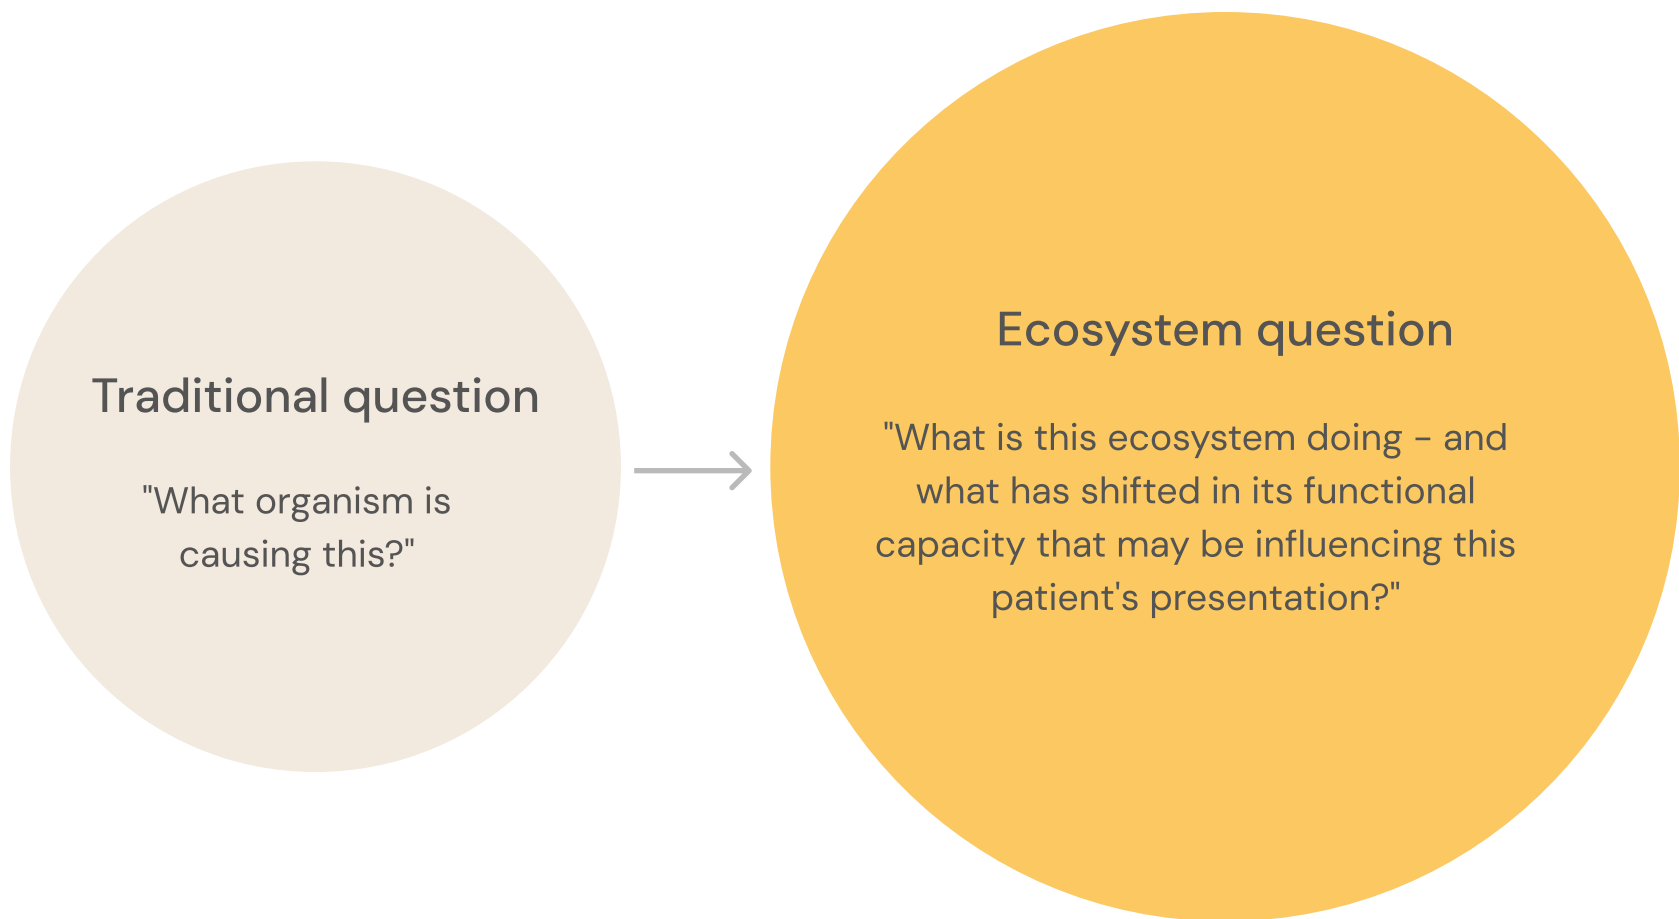 Traditional question
"What organism is
causing this?"
Ecosystem question
"What is this ecosystem doing - and
what has shifted in its functional
capacity that may be influencing this
patient's presentation?"